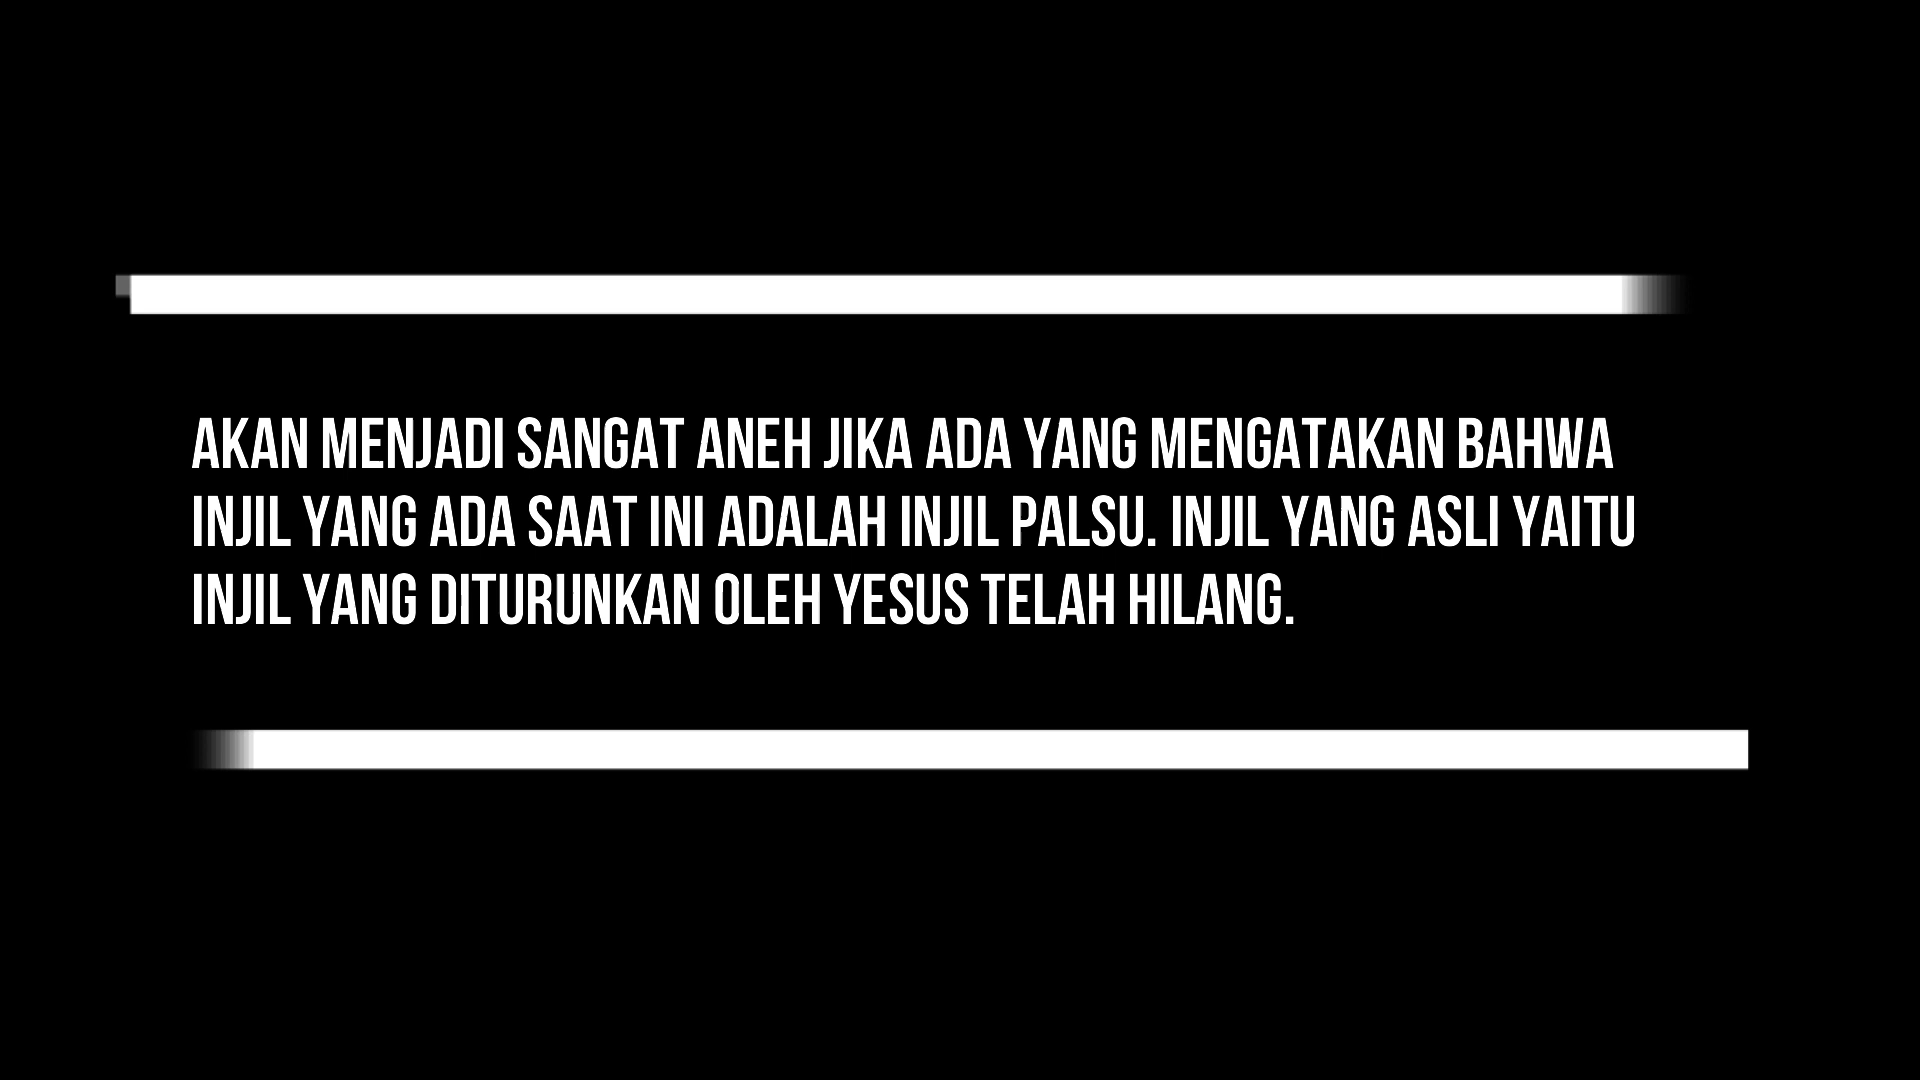 AKAN MENJADI SANGAT ANEH JIKA ADA YANG MENGATAKAN BAHWA
INJIL YANG ADA SAAT INI ADALAH INJIL PALSU. INJIL YANG ASLI YAITU
INJIL YANG DITURUNKAN OLEH YESUS TELAH HILANG.